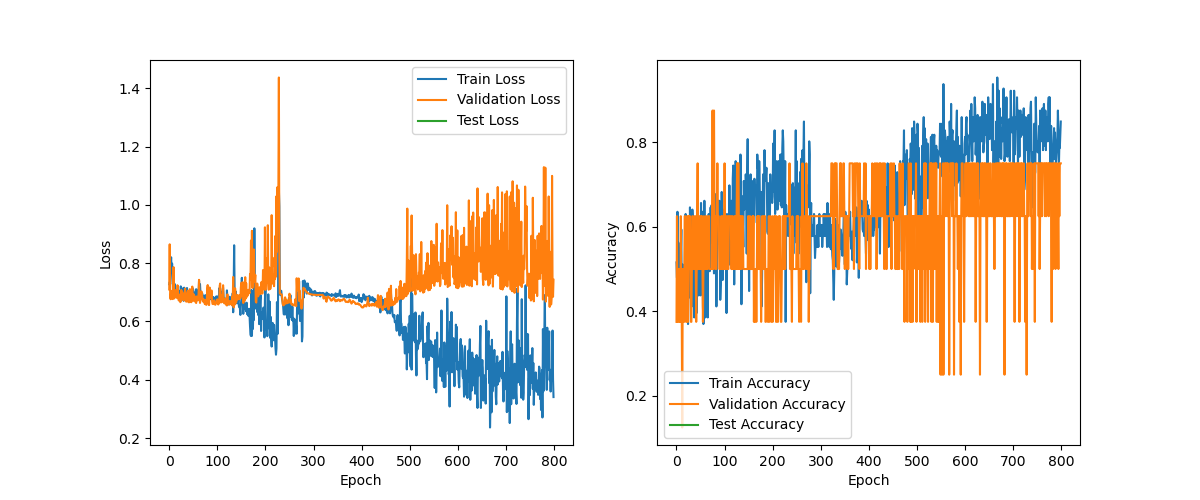 Train Loss
Validation Loss
Test Loss
1.4
1.2
1.0
0.8
0.6
0.4
0.2
Loss
0 100 200 300 400 500 600 700 800
Epoch
0.8
0.6
0.4
0.2
Accuracy
Train Accuracy
Validation Accuracy
Test Accuracy
0 100 200 300 400 500 600 700 800
Epoch